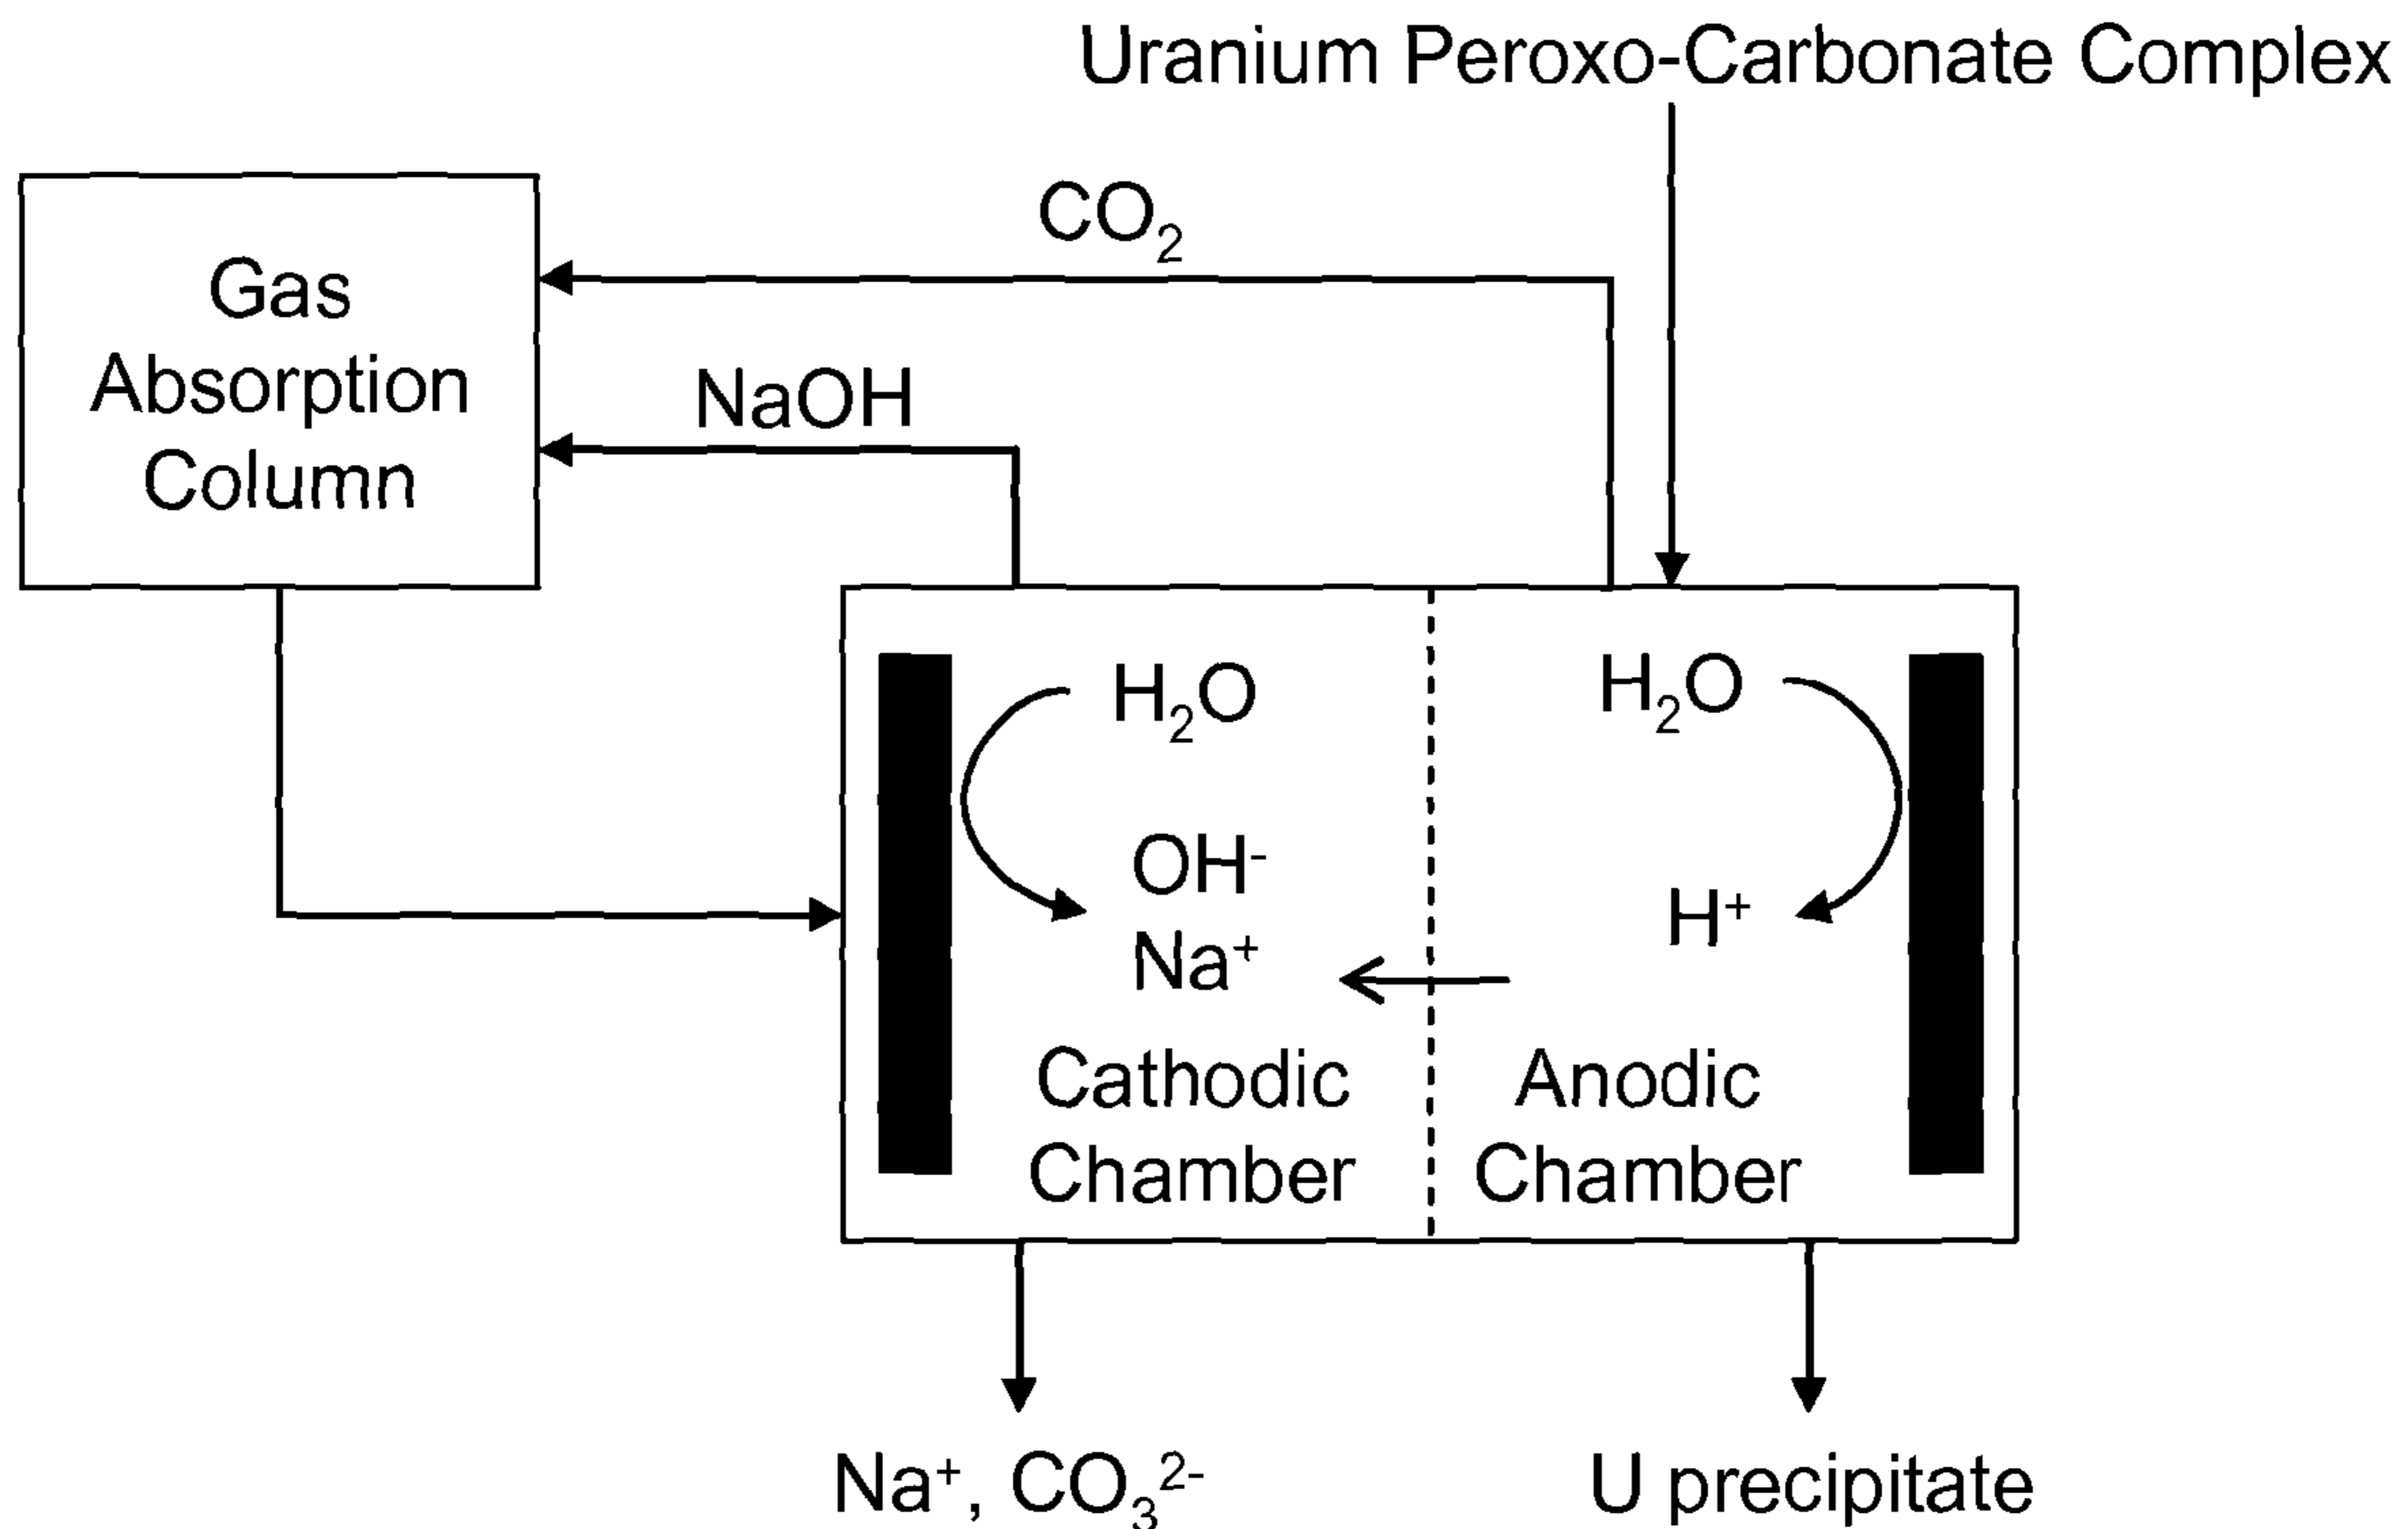 Uranium Peroxo-Carbonate Complex
CO₂
Gas
Absorption
Column
NaOH
H₂O
H₂O
OH⁻
H⁺
Na⁺
Cathodic
Chamber
Anodic
Chamber
Na⁺, CO₃²⁻
U precipitate